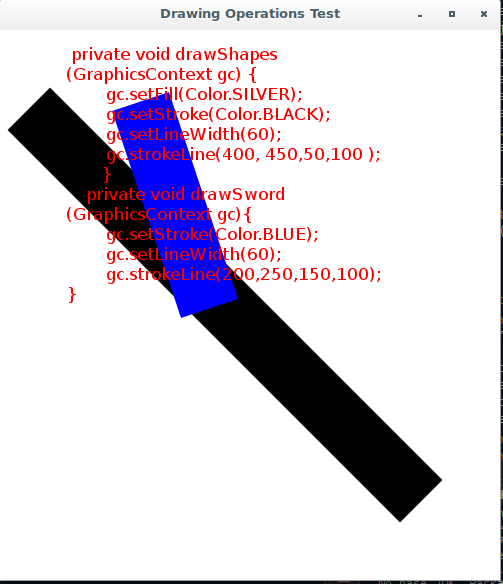 Drawing Operations Test
private void drawShapes
(GraphicsContext gc) {
gc.setFill(Color.SILVER);
gc.setStroke(Color.BLACK);
gc.setLineWidth(60);
gc.strokeLine(400, 450,50,100 );
}
private void drawSword
(GraphicsContext gc){
gc.setStroke(Color.BLUE);
gc.setLineWidth(60);
gc.strokeLine(200,250,150,100);
}